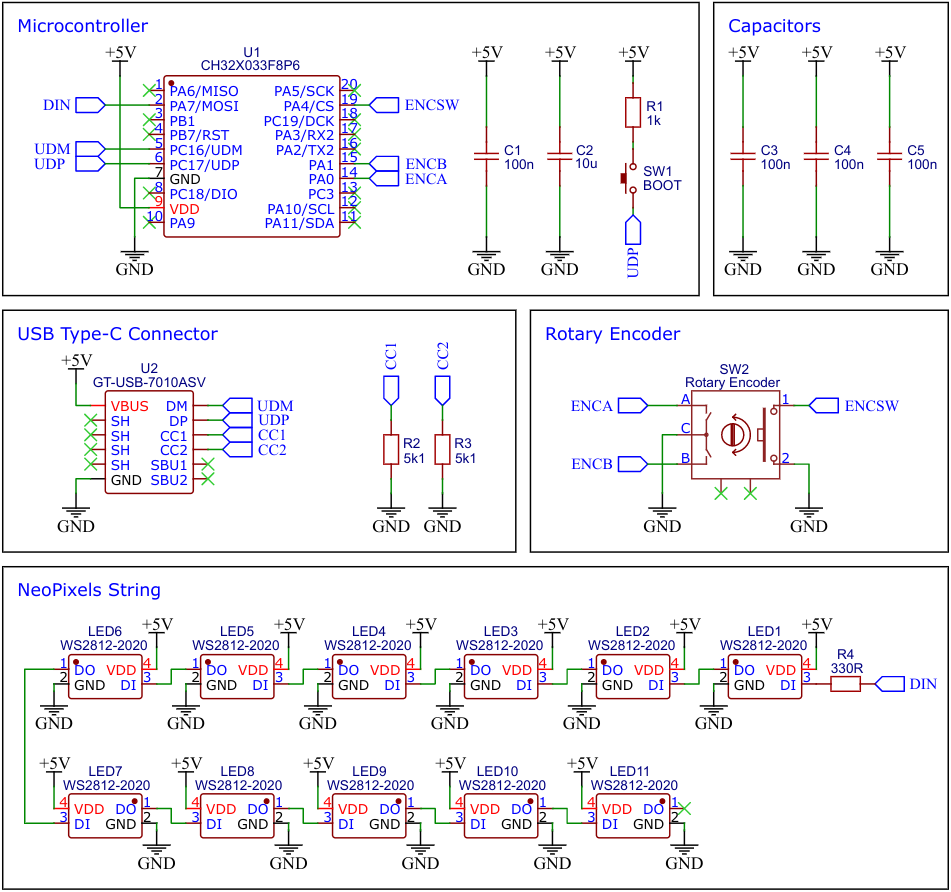 Microcontroller
+5V
U1
CH32X033F8P6
1 PA6/MISO PA5/SCK 20
DIN 2 PA7/MOSI PA4/CS 19 ENCSW
3 PB1 PC19/DCK 18
4 PB7/RST PA3/RX2 17
UDM 5 PC16/UDM PA2/TX2 16
UDP 6 PC17/UDP PA1 15 ENCB
7 GND PA0 14 ENCA
8 PC18/DIO PC3 13
9 VDD PA10/SCL 12
10 PA9 PA11/SDA 11
GND
+5V +5V +5V
R1
1k
C1
100n
C2
10u
SW1
BOOT
UDP
GND GND
Capacitors
+5V +5V +5V
C3
100n
C4
100n
C5
100n
GND GND GND
USB Type-C Connector
+5V
U2
GT-USB-7010ASV
VBUS DM UDM
SH DP UDP
SH CC1 CC1
SH CC2 CC2
SH SBU1
GND SBU2
GND
CC1 CC2
R2
5k1
R3
5k1
GND GND
Rotary Encoder
SW2
Rotary Encoder
ENCA A 1 ENCSW
C
ENCB B 2
GND GND
NeoPixels String
+5V +5V +5V +5V +5V +5V
LED6 LED5 LED4 LED3 LED2 LED1
WS2812-2020 WS2812-2020 WS2812-2020 WS2812-2020 WS2812-2020 WS2812-2020
R4
330R
1 DO VDD 4 1 DO VDD 4 1 DO VDD 4 1 DO VDD 4 1 DO VDD 4 1 DO VDD 4
2 GND DI 3 2 GND DI 3 2 GND DI 3 2 GND DI 3 2 GND DI 3 2 GND DI 3 DIN
GND GND GND GND GND GND
+5V +5V +5V +5V +5V
LED7 LED8 LED9 LED10 LED11
WS2812-2020 WS2812-2020 WS2812-2020 WS2812-2020 WS2812-2020
4 VDD DO 1 4 VDD DO 1 4 VDD DO 1 4 VDD DO 1 4 VDD DO 1
3 DI GND 2 3 DI GND 2 3 DI GND 2 3 DI GND 2 3 DI GND 2
GND GND GND GND GND